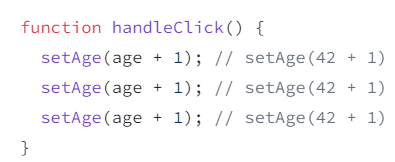 function handleClick() {
  setAge(age + 1); // setAge(42 + 1)
  setAge(age + 1); // setAge(42 + 1)
  setAge(age + 1); // setAge(42 + 1)
}